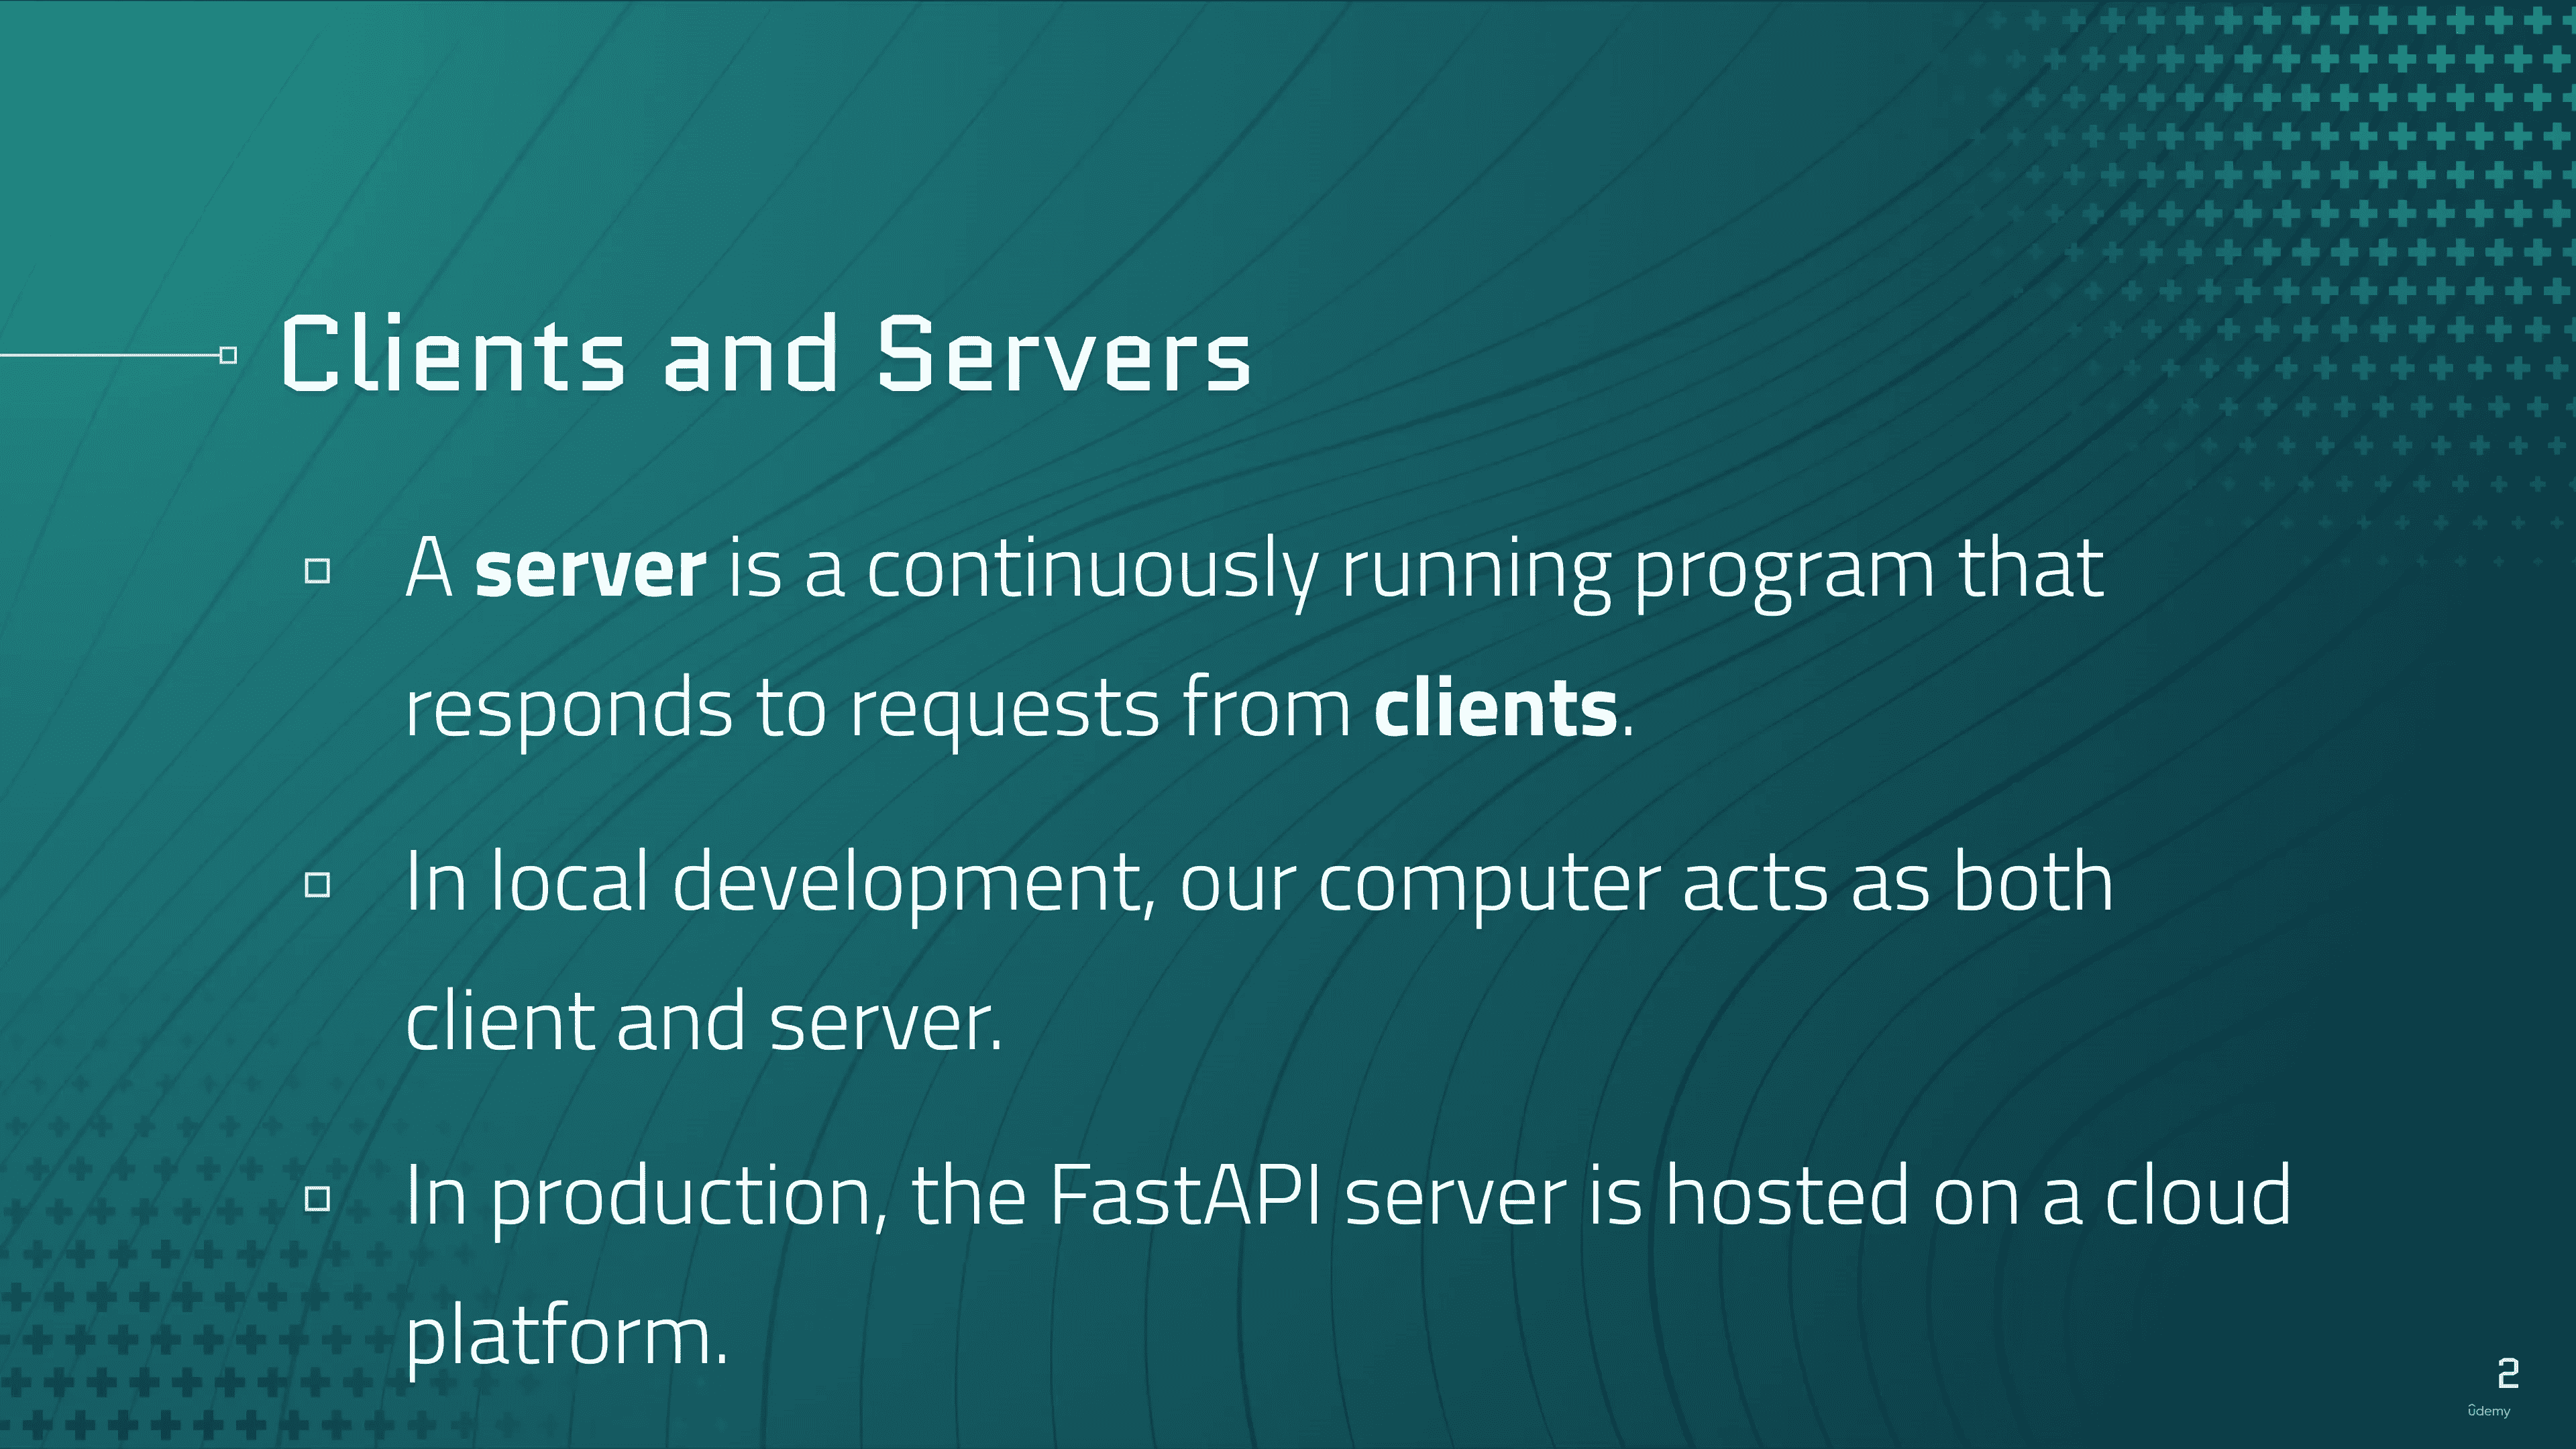 Clients and Servers
A server is a continuously running program that
responds to requests from clients.
In local development, our computer acts as both
client and server.
In production, the FastAPI server is hosted on a cloud
platform.
2
ûdemy